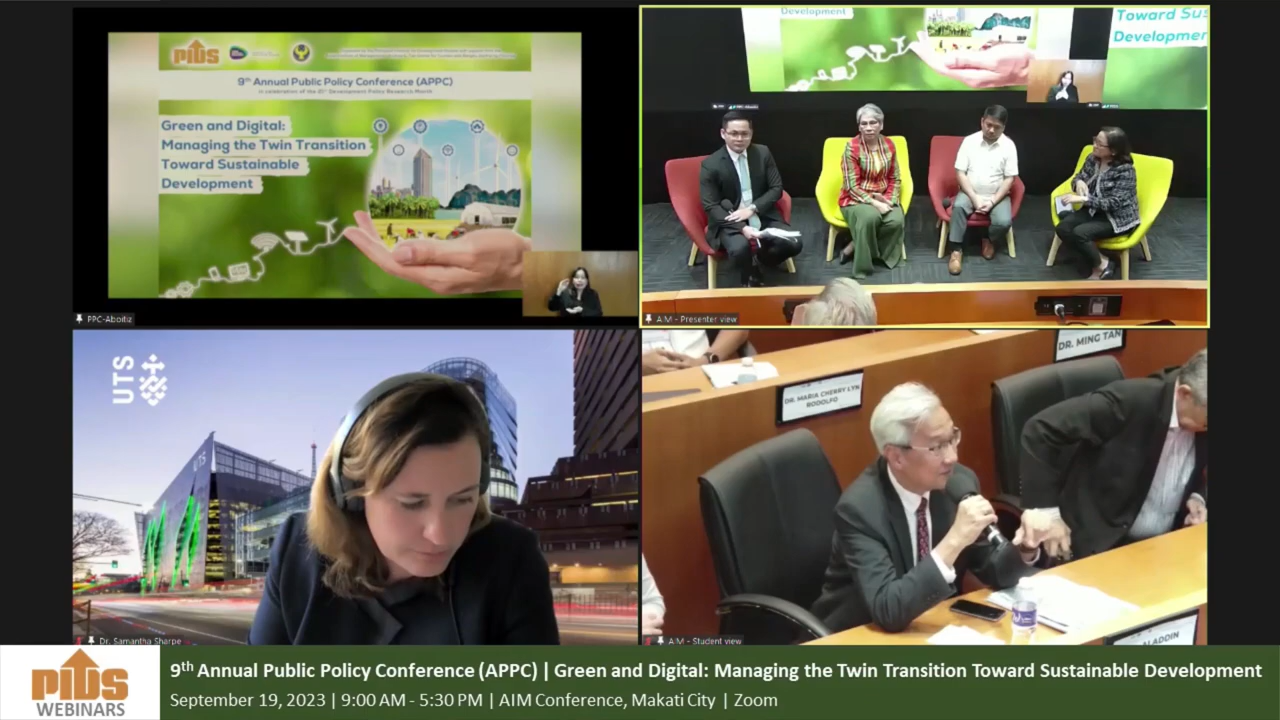 PIDS
9th Annual Public Policy Conference (APPC)
Green and Digital:
Managing the Twin Transition
Toward Sustainable
Development
PPC-Aboitiz
Development
Toward Sus
Developmen
AIM - Presenter view
UTS
UTS
Dr. Samantha Sharpe
DR. MING TAN
DR. MARIA CHERRY LYN
RODOLFO
ALADDIN
AIM - Student view
PIDS
WEBINARS
9th Annual Public Policy Conference (APPC) | Green and Digital: Managing the Twin Transition Toward Sustainable Development
September 19, 2023 | 9:00 AM - 5:30 PM | AIM Conference, Makati City | Zoom